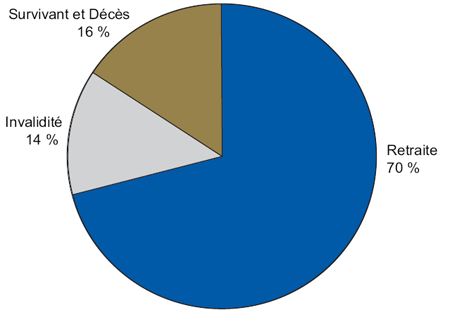 Survivant et Décès
16 %
Invalidité
14 %
Retraite
70 %